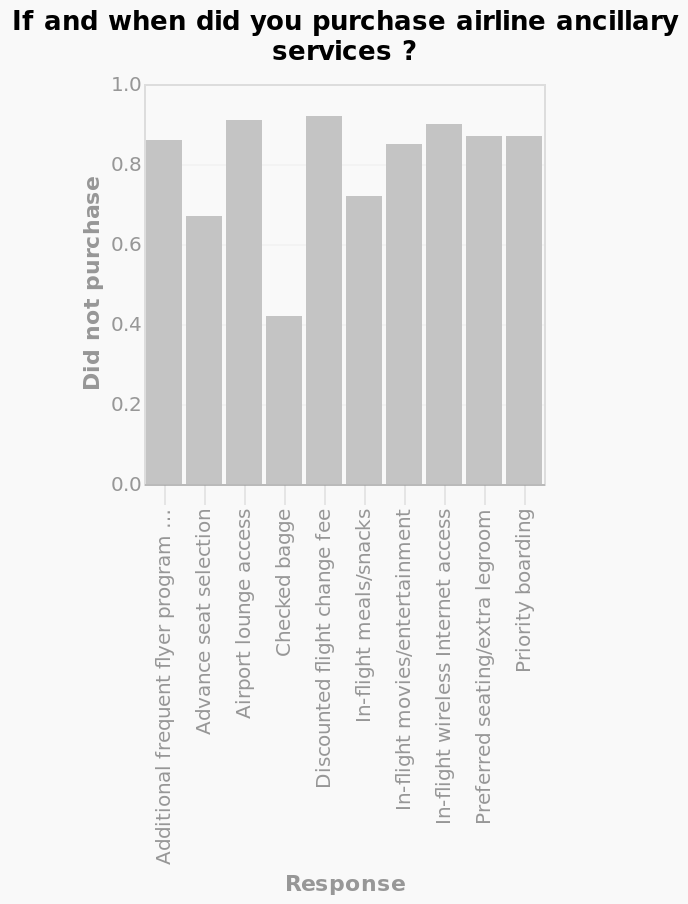 If and when did you purchase airline ancillary
services ?
Did not purchase
1.0
0.8
0.6
0.4
0.2
0.0
Additional frequent flyer program ...
Advance seat selection
Airport lounge access
Checked bagge
Discounted flight change fee
In-flight meals/snacks
In-flight movies/entertainment
In-flight wireless Internet access
Preferred seating/extra legroom
Priority boarding
Response